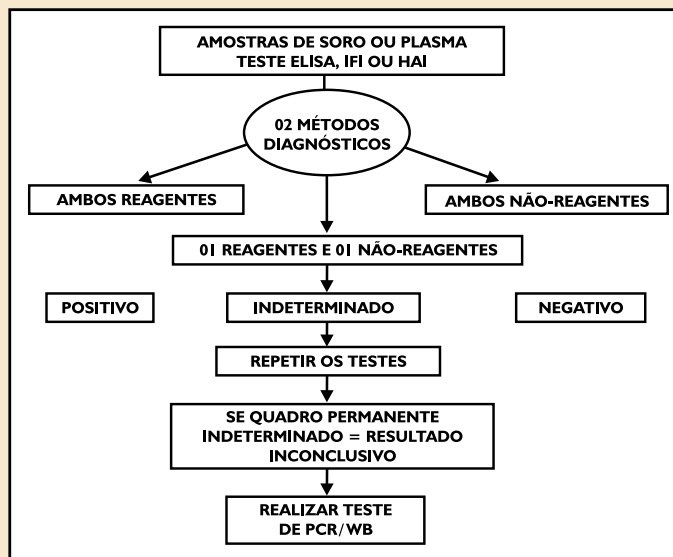 AMOSTRAS DE SORO OU PLASMA
TESTE ELISA, IFI OU HAI
02 MÉTODOS
DIAGNÓSTICOS
AMBOS REAGENTES
AMBOS NÃO-REAGENTES
01 REAGENTES E 01 NÃO-REAGENTES
POSITIVO
INDETERMINADO
NEGATIVO
REPETIR OS TESTES
SE QUADRO PERMANENTE
INDETERMINADO = RESULTADO
INCONCLUSIVO
REALIZAR TESTE
DE PCR/WB